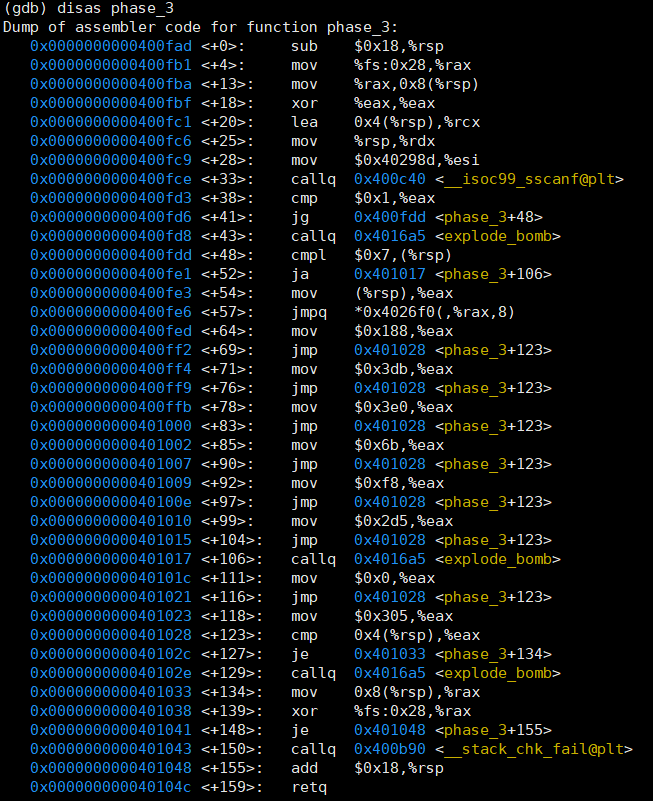 (gdb) disas phase_3
Dump of assembler code for function phase_3:
   0x0000000000400fad <+0>:     sub    $0x18,%rsp
   0x0000000000400fb1 <+4>:     mov    %fs:0x28,%rax
   0x0000000000400fba <+13>:    mov    %rax,0x8(%rsp)
   0x0000000000400fbf <+18>:    xor    %eax,%eax
   0x0000000000400fc1 <+20>:    lea    0x4(%rsp),%rcx
   0x0000000000400fc6 <+25>:    mov    %rsp,%rdx
   0x0000000000400fc9 <+28>:    mov    $0x40298d,%esi
   0x0000000000400fce <+33>:    callq  0x400c40 <__isoc99_sscanf@plt>
   0x0000000000400fd3 <+38>:    cmp    $0x1,%eax
   0x0000000000400fd6 <+41>:    jg     0x400fdd <phase_3+48>
   0x0000000000400fd8 <+43>:    callq  0x4016a5 <explode_bomb>
   0x0000000000400fdd <+48>:    cmpl   $0x7,(%rsp)
   0x0000000000400fe1 <+52>:    ja     0x401017 <phase_3+106>
   0x0000000000400fe3 <+54>:    mov    (%rsp),%eax
   0x0000000000400fe6 <+57>:    jmpq   *0x4026f0(,%rax,8)
   0x0000000000400fed <+64>:    mov    $0x188,%eax
   0x0000000000400ff2 <+69>:    jmp    0x401028 <phase_3+123>
   0x0000000000400ff4 <+71>:    mov    $0x3db,%eax
   0x0000000000400ff9 <+76>:    jmp    0x401028 <phase_3+123>
   0x0000000000400ffb <+78>:    mov    $0x3e0,%eax
   0x0000000000401000 <+83>:    jmp    0x401028 <phase_3+123>
   0x0000000000401002 <+85>:    mov    $0x6b,%eax
   0x0000000000401007 <+90>:    jmp    0x401028 <phase_3+123>
   0x0000000000401009 <+92>:    mov    $0xf8,%eax
   0x000000000040100e <+97>:    jmp    0x401028 <phase_3+123>
   0x0000000000401010 <+99>:    mov    $0x2d5,%eax
   0x0000000000401015 <+104>:   jmp    0x401028 <phase_3+123>
   0x0000000000401017 <+106>:   callq  0x4016a5 <explode_bomb>
   0x000000000040101c <+111>:   mov    $0x0,%eax
   0x0000000000401021 <+116>:   jmp    0x401028 <phase_3+123>
   0x0000000000401023 <+118>:   mov    $0x305,%eax
   0x0000000000401028 <+123>:   cmp    0x4(%rsp),%eax
   0x000000000040102c <+127>:   je     0x401033 <phase_3+134>
   0x000000000040102e <+129>:   callq  0x4016a5 <explode_bomb>
   0x0000000000401033 <+134>:   mov    0x8(%rsp),%rax
   0x0000000000401038 <+139>:   xor    %fs:0x28,%rax
   0x0000000000401041 <+148>:   je     0x401048 <phase_3+155>
   0x0000000000401043 <+150>:   callq  0x400b90 <__stack_chk_fail@plt>
   0x0000000000401048 <+155>:   add    $0x18,%rsp
   0x000000000040104c <+159>:   retq